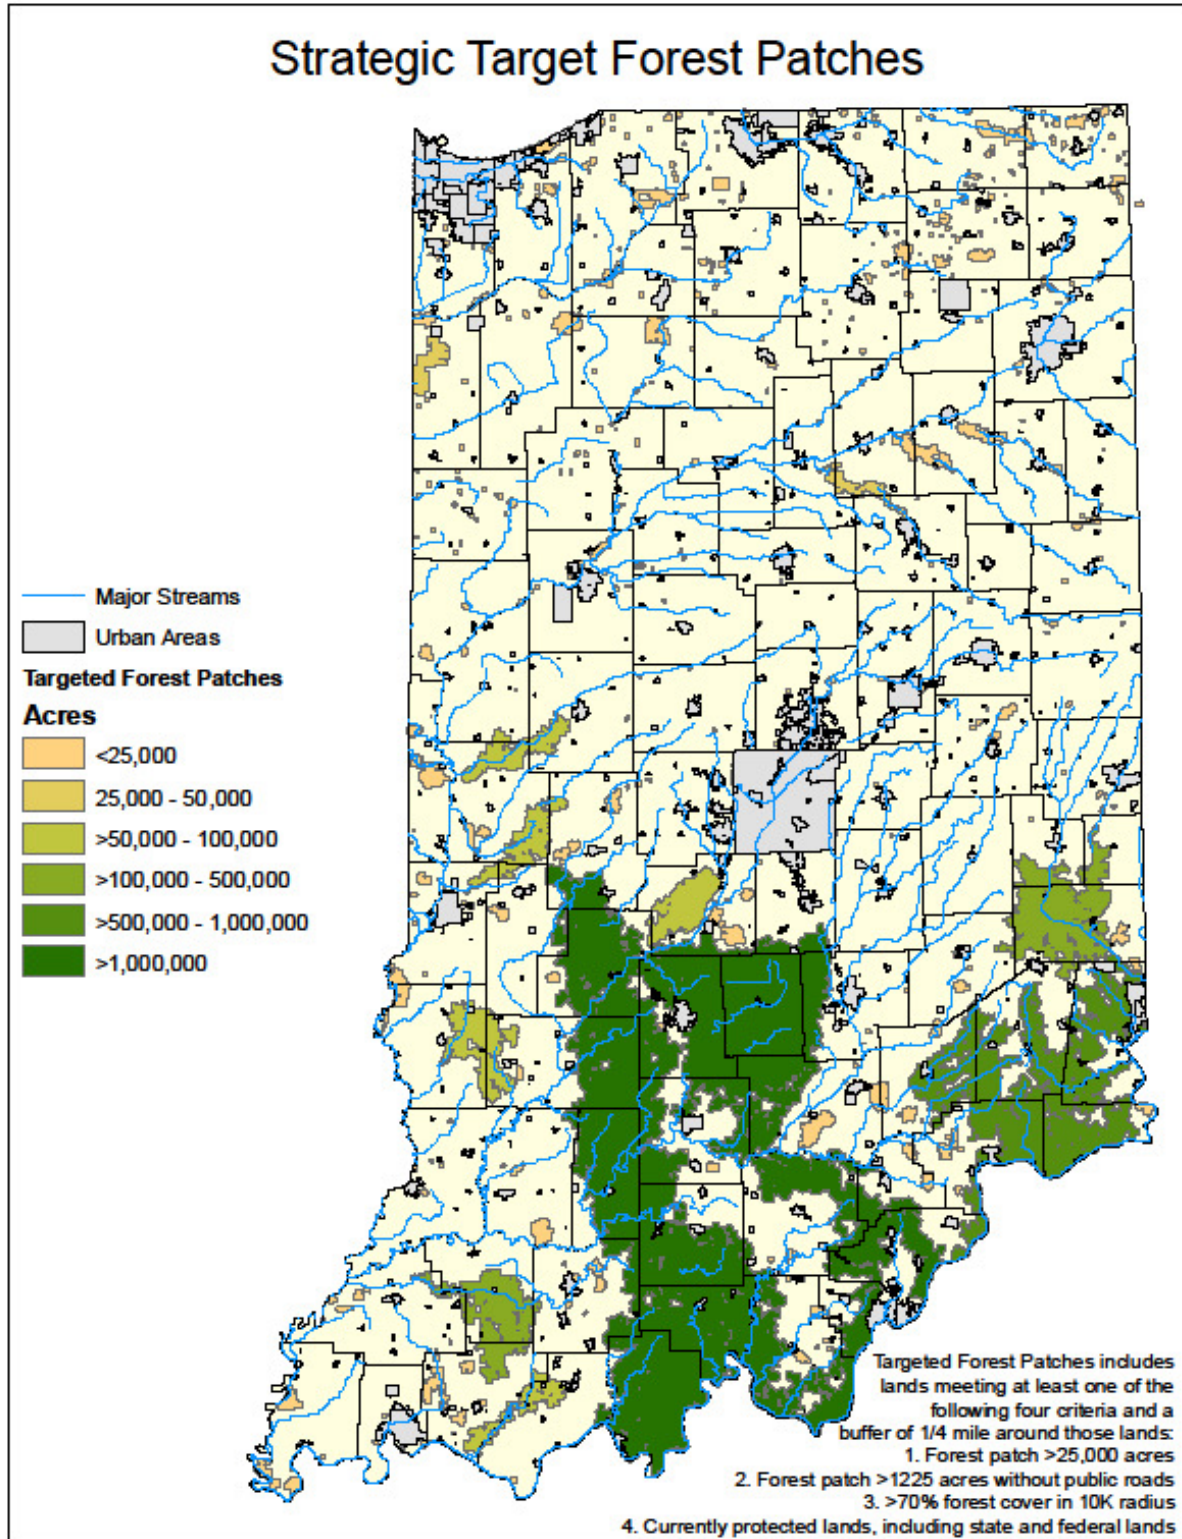 Strategic Target Forest Patches
Major Streams
Urban Areas
Targeted Forest Patches
Acres
<25,000
25,000 - 50,000
>50,000 - 100,000
>100,000 - 500,000
>500,000 - 1,000,000
>1,000,000
Targeted Forest Patches includes
lands meeting at least one of the
following four criteria and a
buffer of 1/4 mile around those lands:
1. Forest patch >25,000 acres
2. Forest patch >1225 acres without public roads
3. >70% forest cover in 10K radius
4. Currently protected lands, including state and federal lands